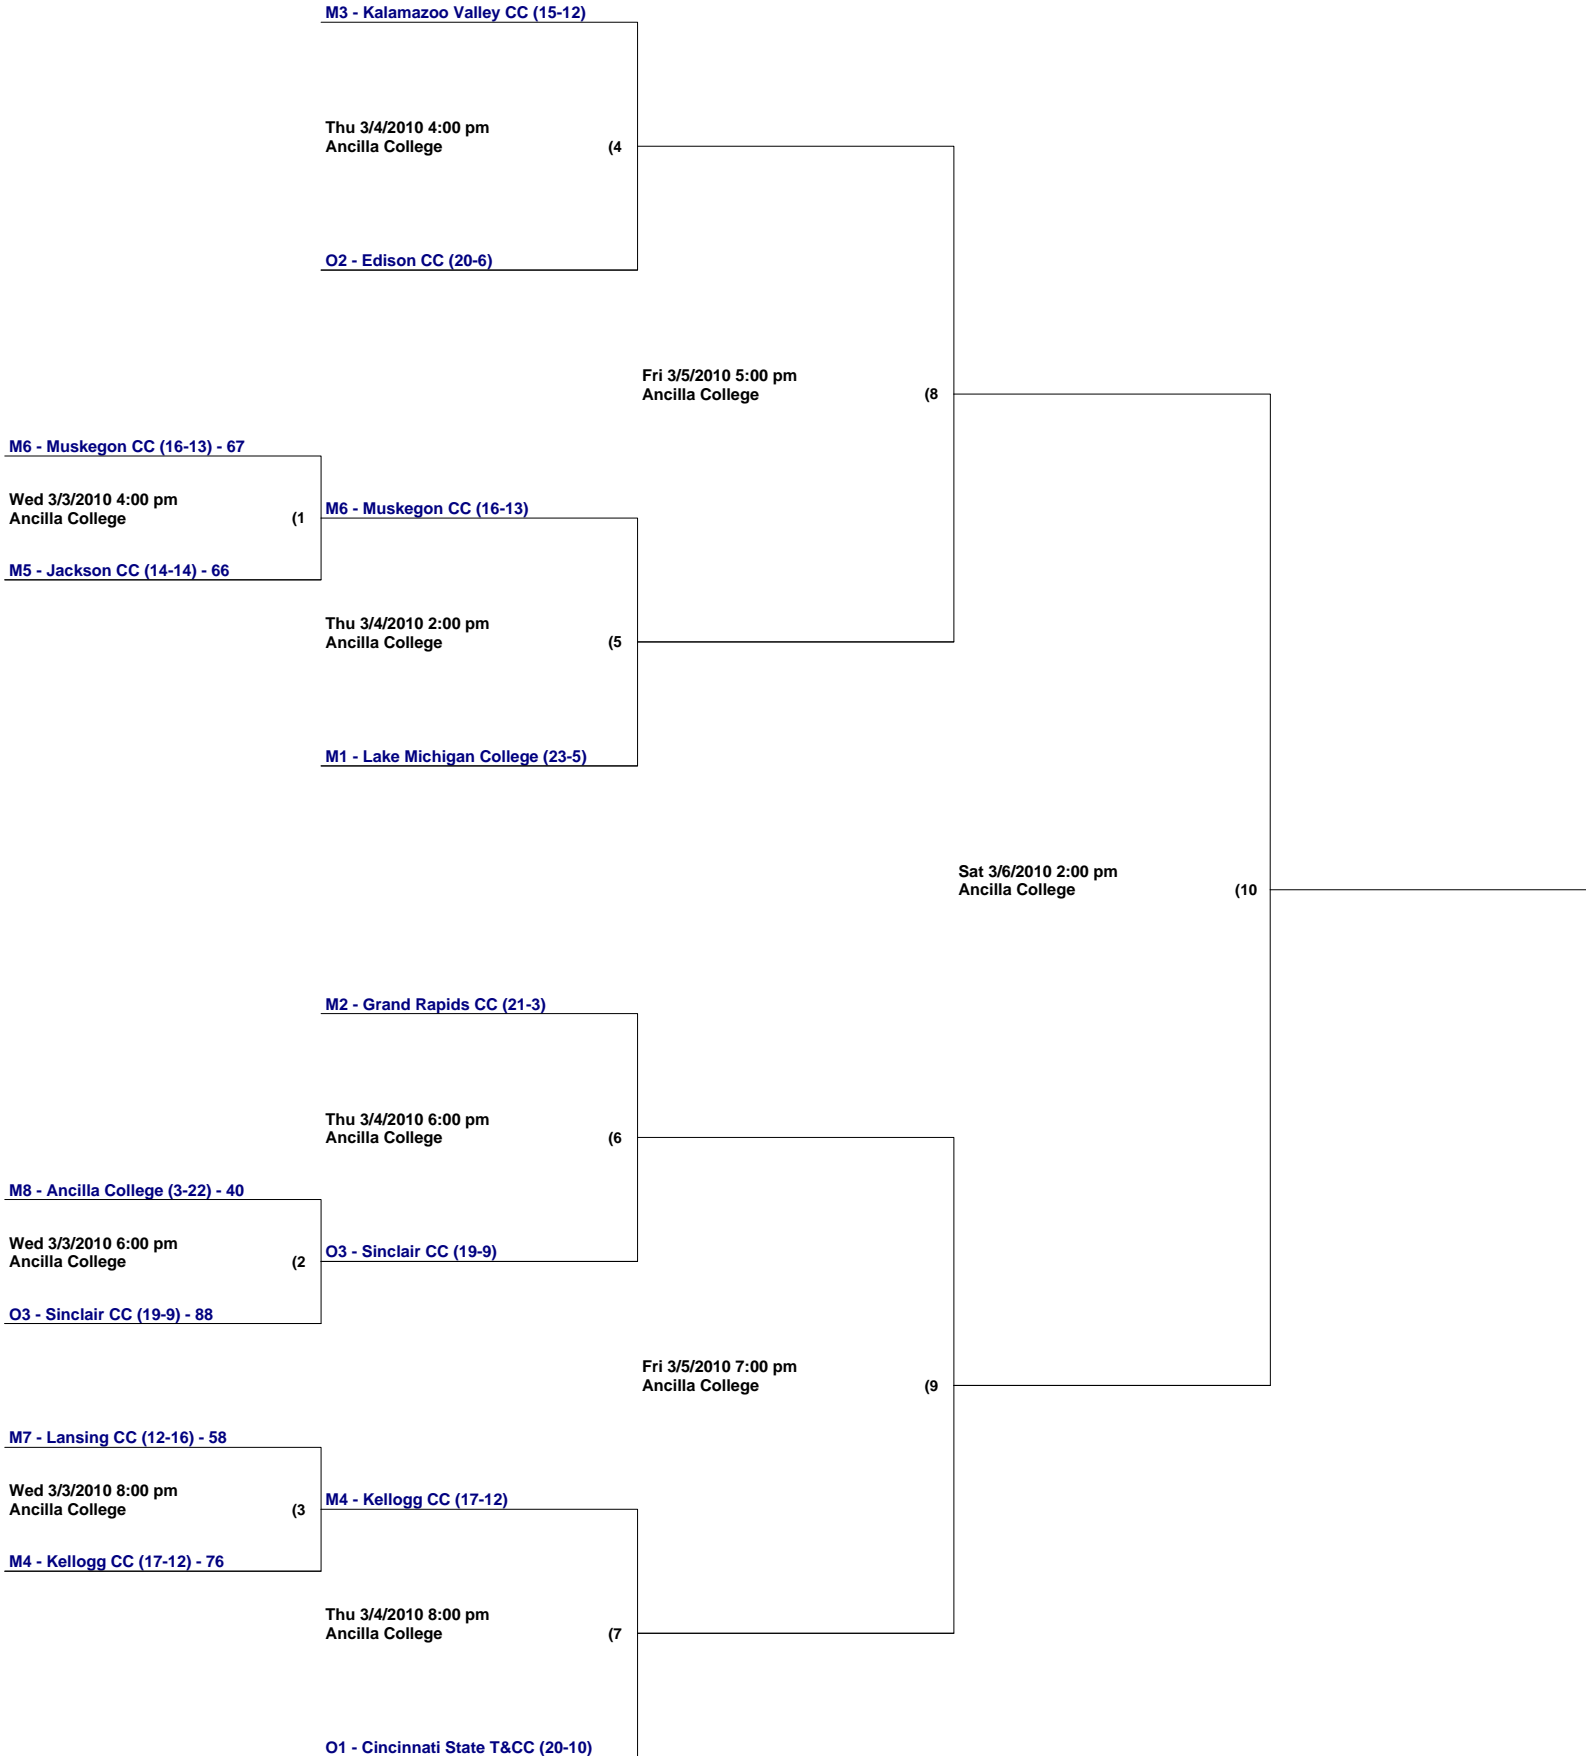 M3 - Kalamazoo Valley CC (15-12)
Thu 3/4/2010 4:00 pm
Ancilla College (4
O2 - Edison CC (20-6)
Fri 3/5/2010 5:00 pm
Ancilla College (8
M6 - Muskegon CC (16-13) - 67
Wed 3/3/2010 4:00 pm
Ancilla College (1
M6 - Muskegon CC (16-13)
M5 - Jackson CC (14-14) - 66
Thu 3/4/2010 2:00 pm
Ancilla College (5
M1 - Lake Michigan College (23-5)
Sat 3/6/2010 2:00 pm
Ancilla College (10
M2 - Grand Rapids CC (21-3)
Thu 3/4/2010 6:00 pm
Ancilla College (6
M8 - Ancilla College (3-22) - 40
Wed 3/3/2010 6:00 pm
Ancilla College (2
O3 - Sinclair CC (19-9)
O3 - Sinclair CC (19-9) - 88
Fri 3/5/2010 7:00 pm
Ancilla College (9
M7 - Lansing CC (12-16) - 58
Wed 3/3/2010 8:00 pm
Ancilla College (3
M4 - Kellogg CC (17-12)
M4 - Kellogg CC (17-12) - 76
Thu 3/4/2010 8:00 pm
Ancilla College (7
O1 - Cincinnati State T&CC (20-10)